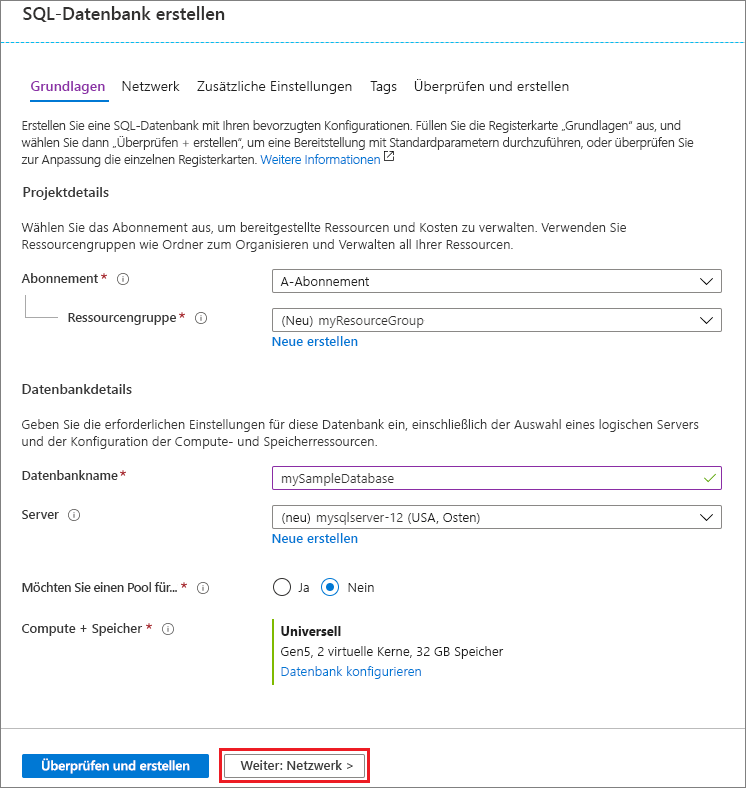 SQL-Datenbank erstellen
Grundlagen Netzwerk Zusätzliche Einstellungen Tags Überprüfen und erstellen
Erstellen Sie eine SQL-Datenbank mit Ihren bevorzugten Konfigurationen. Füllen Sie die Registerkarte „Grundlagen“ aus, und
wählen Sie dann „Überprüfen + erstellen“, um eine Bereitstellung mit Standardparametern durchzuführen, oder überprüfen Sie
zur Anpassung die einzelnen Registerkarten. Weitere Informationen
Projektdetails
Wählen Sie das Abonnement aus, um bereitgestellte Ressourcen und Kosten zu verwalten. Verwenden Sie
Ressourcengruppen wie Ordner zum Organisieren und Verwalten all Ihrer Ressourcen.
Abonnement * A-Abonnement
Ressourcengruppe * (Neu) myResourceGroup
Neue erstellen
Datenbankdetails
Geben Sie die erforderlichen Einstellungen für diese Datenbank ein, einschließlich der Auswahl eines logischen Servers
und der Konfiguration der Compute- und Speicherressourcen.
Datenbankname * mySampleDatabase
Server (neu) mysqlserver-12 (USA, Osten)
Neue erstellen
Möchten Sie einen Pool für... * Ja Nein
Compute + Speicher * Universell
Gen5, 2 virtuelle Kerne, 32 GB Speicher
Datenbank konfigurieren
Überprüfen und erstellen Weiter: Netzwerk >